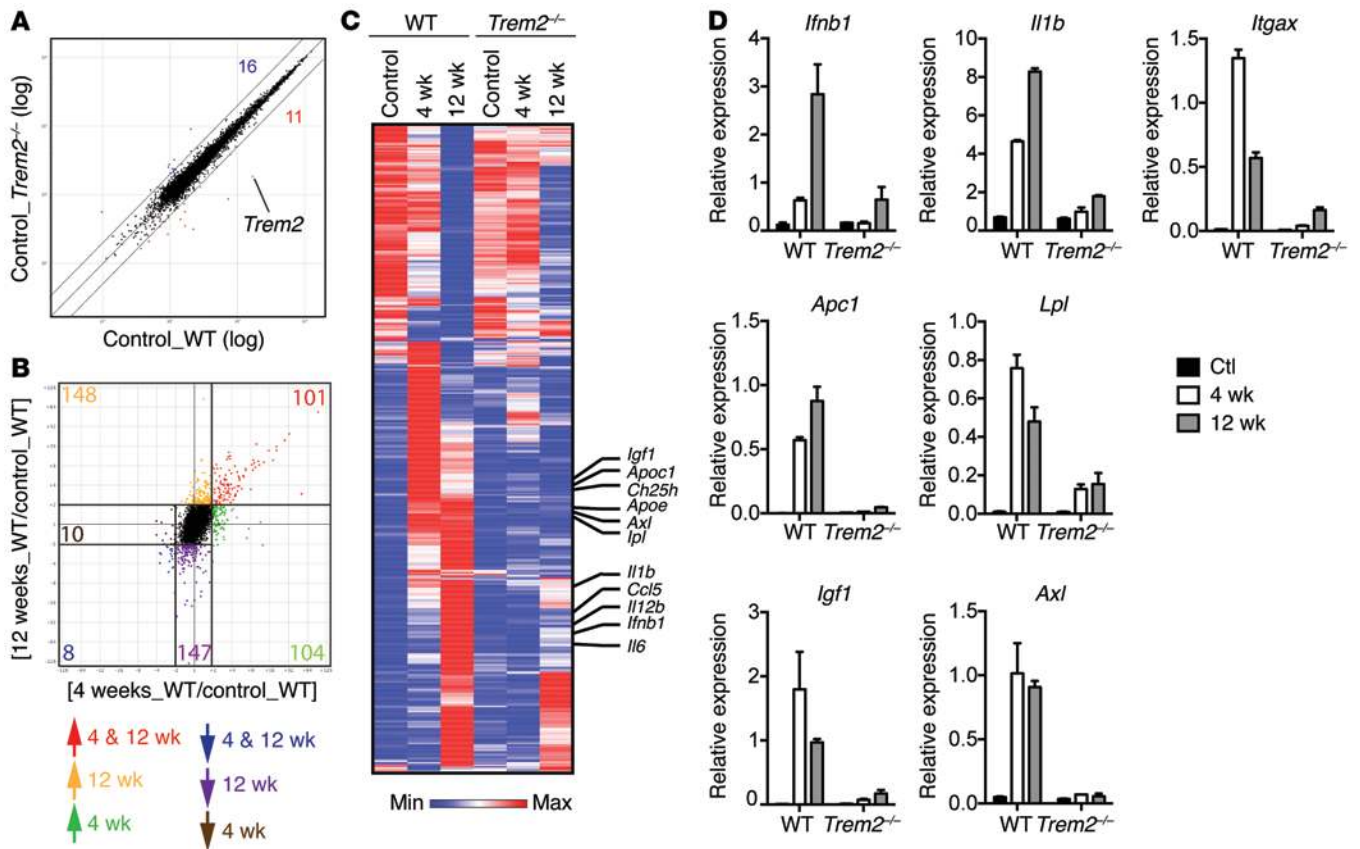 A
Control_Trem2–/– (log)
16
11
Trem2
Control_WT (log)
B
[12 weeks_WT/control_WT]
148
101
10
8
147
104
[4 weeks_WT/control_WT]
4 & 12 wk
4 & 12 wk
12 wk
12 wk
4 wk
4 wk
C
WT
Trem2–/–
Control
4 wk
12 wk
Control
4 wk
12 wk
Igf1
Apoc1
Ch25h
Apoe
Axl
lpl
Il1b
Ccl5
Il12b
Ifnb1
Il6
Min
Max
D
Ifnb1
Relative expression
4
3
2
1
0
WT
Trem2–/–
Il1b
Relative expression
10
8
6
4
2
0
WT
Trem2–/–
Itgax
Relative expression
1.5
1.0
0.5
0.0
WT
Trem2–/–
Apc1
Relative expression
1.5
1.0
0.5
0.0
WT
Trem2–/–
Lpl
Relative expression
0.8
0.6
0.4
0.2
0.0
WT
Trem2–/–
Ctl
4 wk
12 wk
Igf1
Relative expression
3
2
1
0
WT
Trem2–/–
Axl
Relative expression
1.5
1.0
0.5
0.0
WT
Trem2–/–